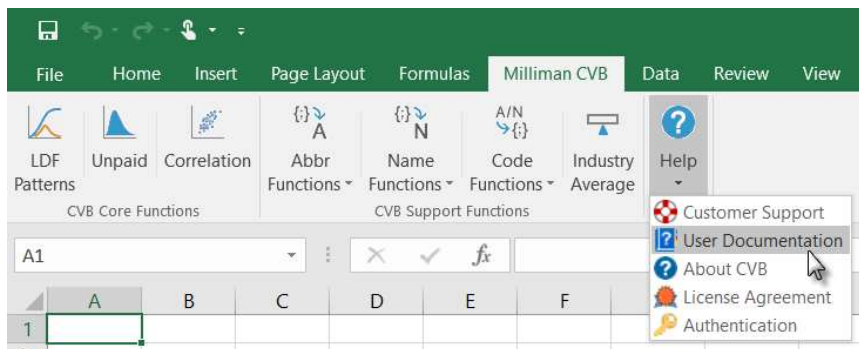 File Home Insert Page Layout Formulas Milliman CVB Data Review View
{;} A
{;} N
A/N {;}
?
LDF Patterns
Unpaid
Correlation
Abbr Functions
Name Functions
Code Functions
Industry Average
Help
CVB Core Functions
CVB Support Functions
Customer Support
? User Documentation
? About CVB
License Agreement
Authentication
A1
fx
A B C D E F
1